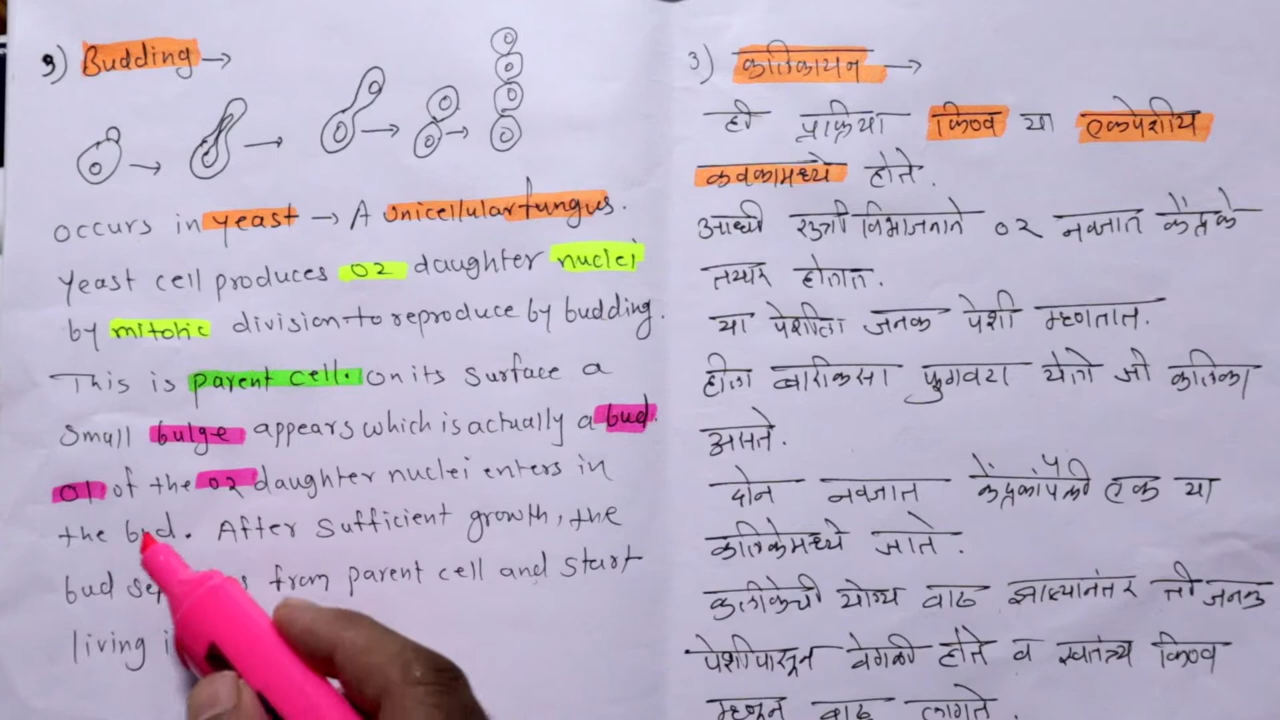 3) Budding →
occurs in yeast → A unicellular fungus.
Yeast cell produces 02 daughter nuclei
by mitotic division to reproduce by budding.
This is parent cell. On its surface a
small bulge appears which is actually a bud.
01 of the 02 daughter nuclei enters in
the bud. After sufficient growth, the
bud from parent cell and start
living
3) कलिकायन →
ही प्रक्रिया किण्व या एकपेशीय
कवकामध्ये होते.
आधी सूत्री विभाजनाने ०२ नवजात केंद्रके
तयार होतात.
या पेशीला जनक पेशी म्हणतात.
हीला बारीकसा फुगवटा येतो जी कलिका
असते.
दोन नवजात केंद्रकांपैकी एक या
कलिकेमध्ये जाते.
कलिकेची योग्य वाढ झाल्यानंतर ती जनक
पेशीपासून वेगळी होते व स्वतंत्र्य किण्व
म्हणून वाढू लागते.